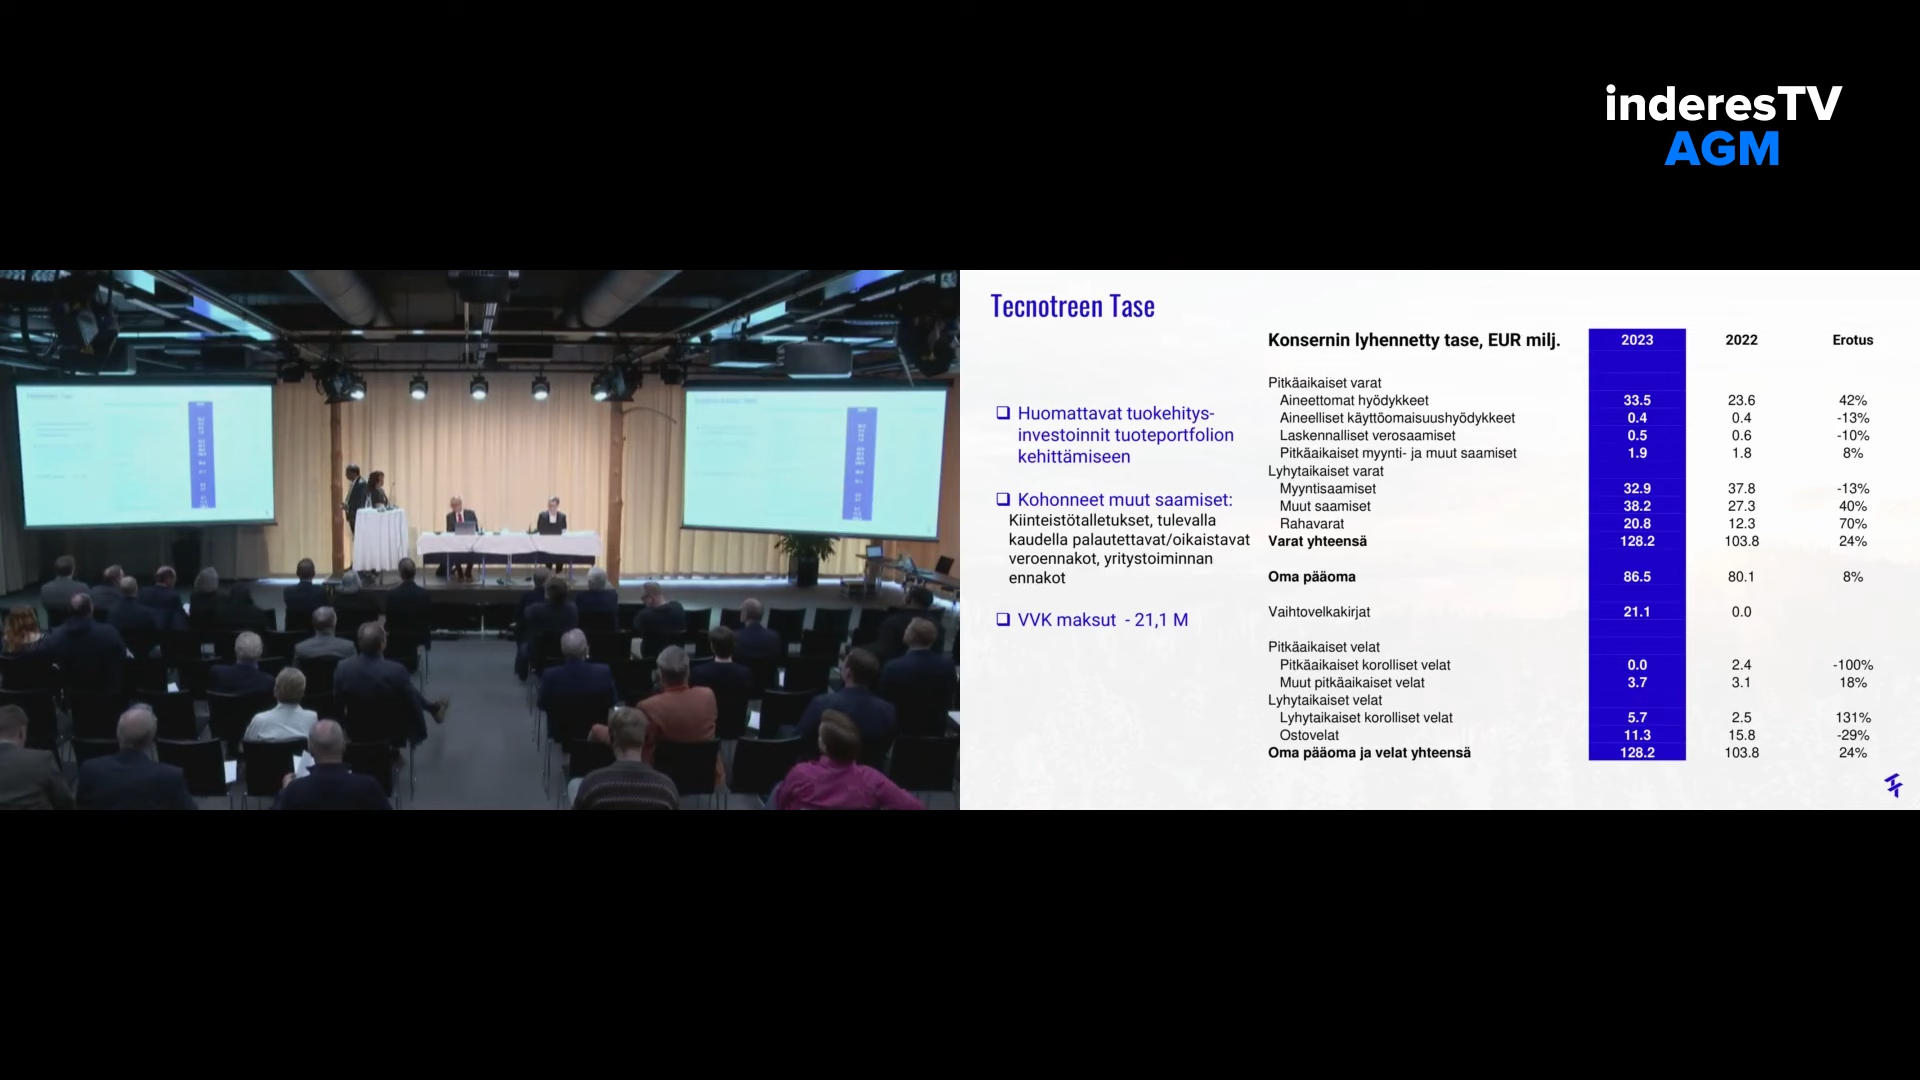 inderesTV
AGM
Tecnotreen Tase
Huomattavat tuokehitys-
investoinnit tuoteportfolion
kehittämiseen
Kohonneet muut saamiset:
Kiinteistötalletukset, tulevalla
kaudella palautettavat/oikaistavat
veroennakot, yritystoiminnan
ennakot
VVK maksut - 21,1 M
Konsernin lyhennetty tase, EUR milj. 2023 2022 Erotus
Pitkäaikaiset varat
Aineettomat hyödykkeet 33.5 23.6 42%
Aineelliset käyttöomaisuushyödykkeet 0.4 0.4 -13%
Laskennalliset verosaamiset 0.5 0.6 -10%
Pitkäaikaiset myynti- ja muut saamiset 1.9 1.8 8%
Lyhytaikaiset varat
Myyntisaamiset 32.9 37.8 -13%
Muut saamiset 38.2 27.3 40%
Rahavarat 20.8 12.3 70%
Varat yhteensä 128.2 103.8 24%
Oma pääoma 86.5 80.1 8%
Vaihtovelkakirjat 21.1 0.0
Pitkäaikaiset velat
Pitkäaikaiset korolliset velat 0.0 2.4 -100%
Muut pitkäaikaiset velat 3.7 3.1 18%
Lyhytaikaiset velat
Lyhytaikaiset korolliset velat 5.7 2.5 131%
Ostovelat 11.3 15.8 -29%
Oma pääoma ja velat yhteensä 128.2 103.8 24%